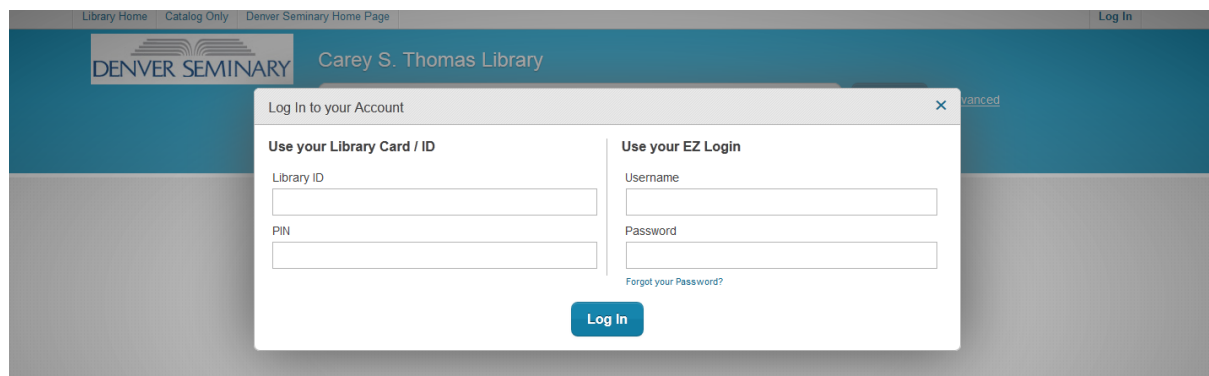 Library Home Catalog Only Denver Seminary Home Page Log In
DENVER SEMINARY
Carey S. Thomas Library
Log In to your Account ×
vanced
Use your Library Card / ID
Library ID
PIN
Use your EZ Login
Username
Password
Forgot your Password?
Log In